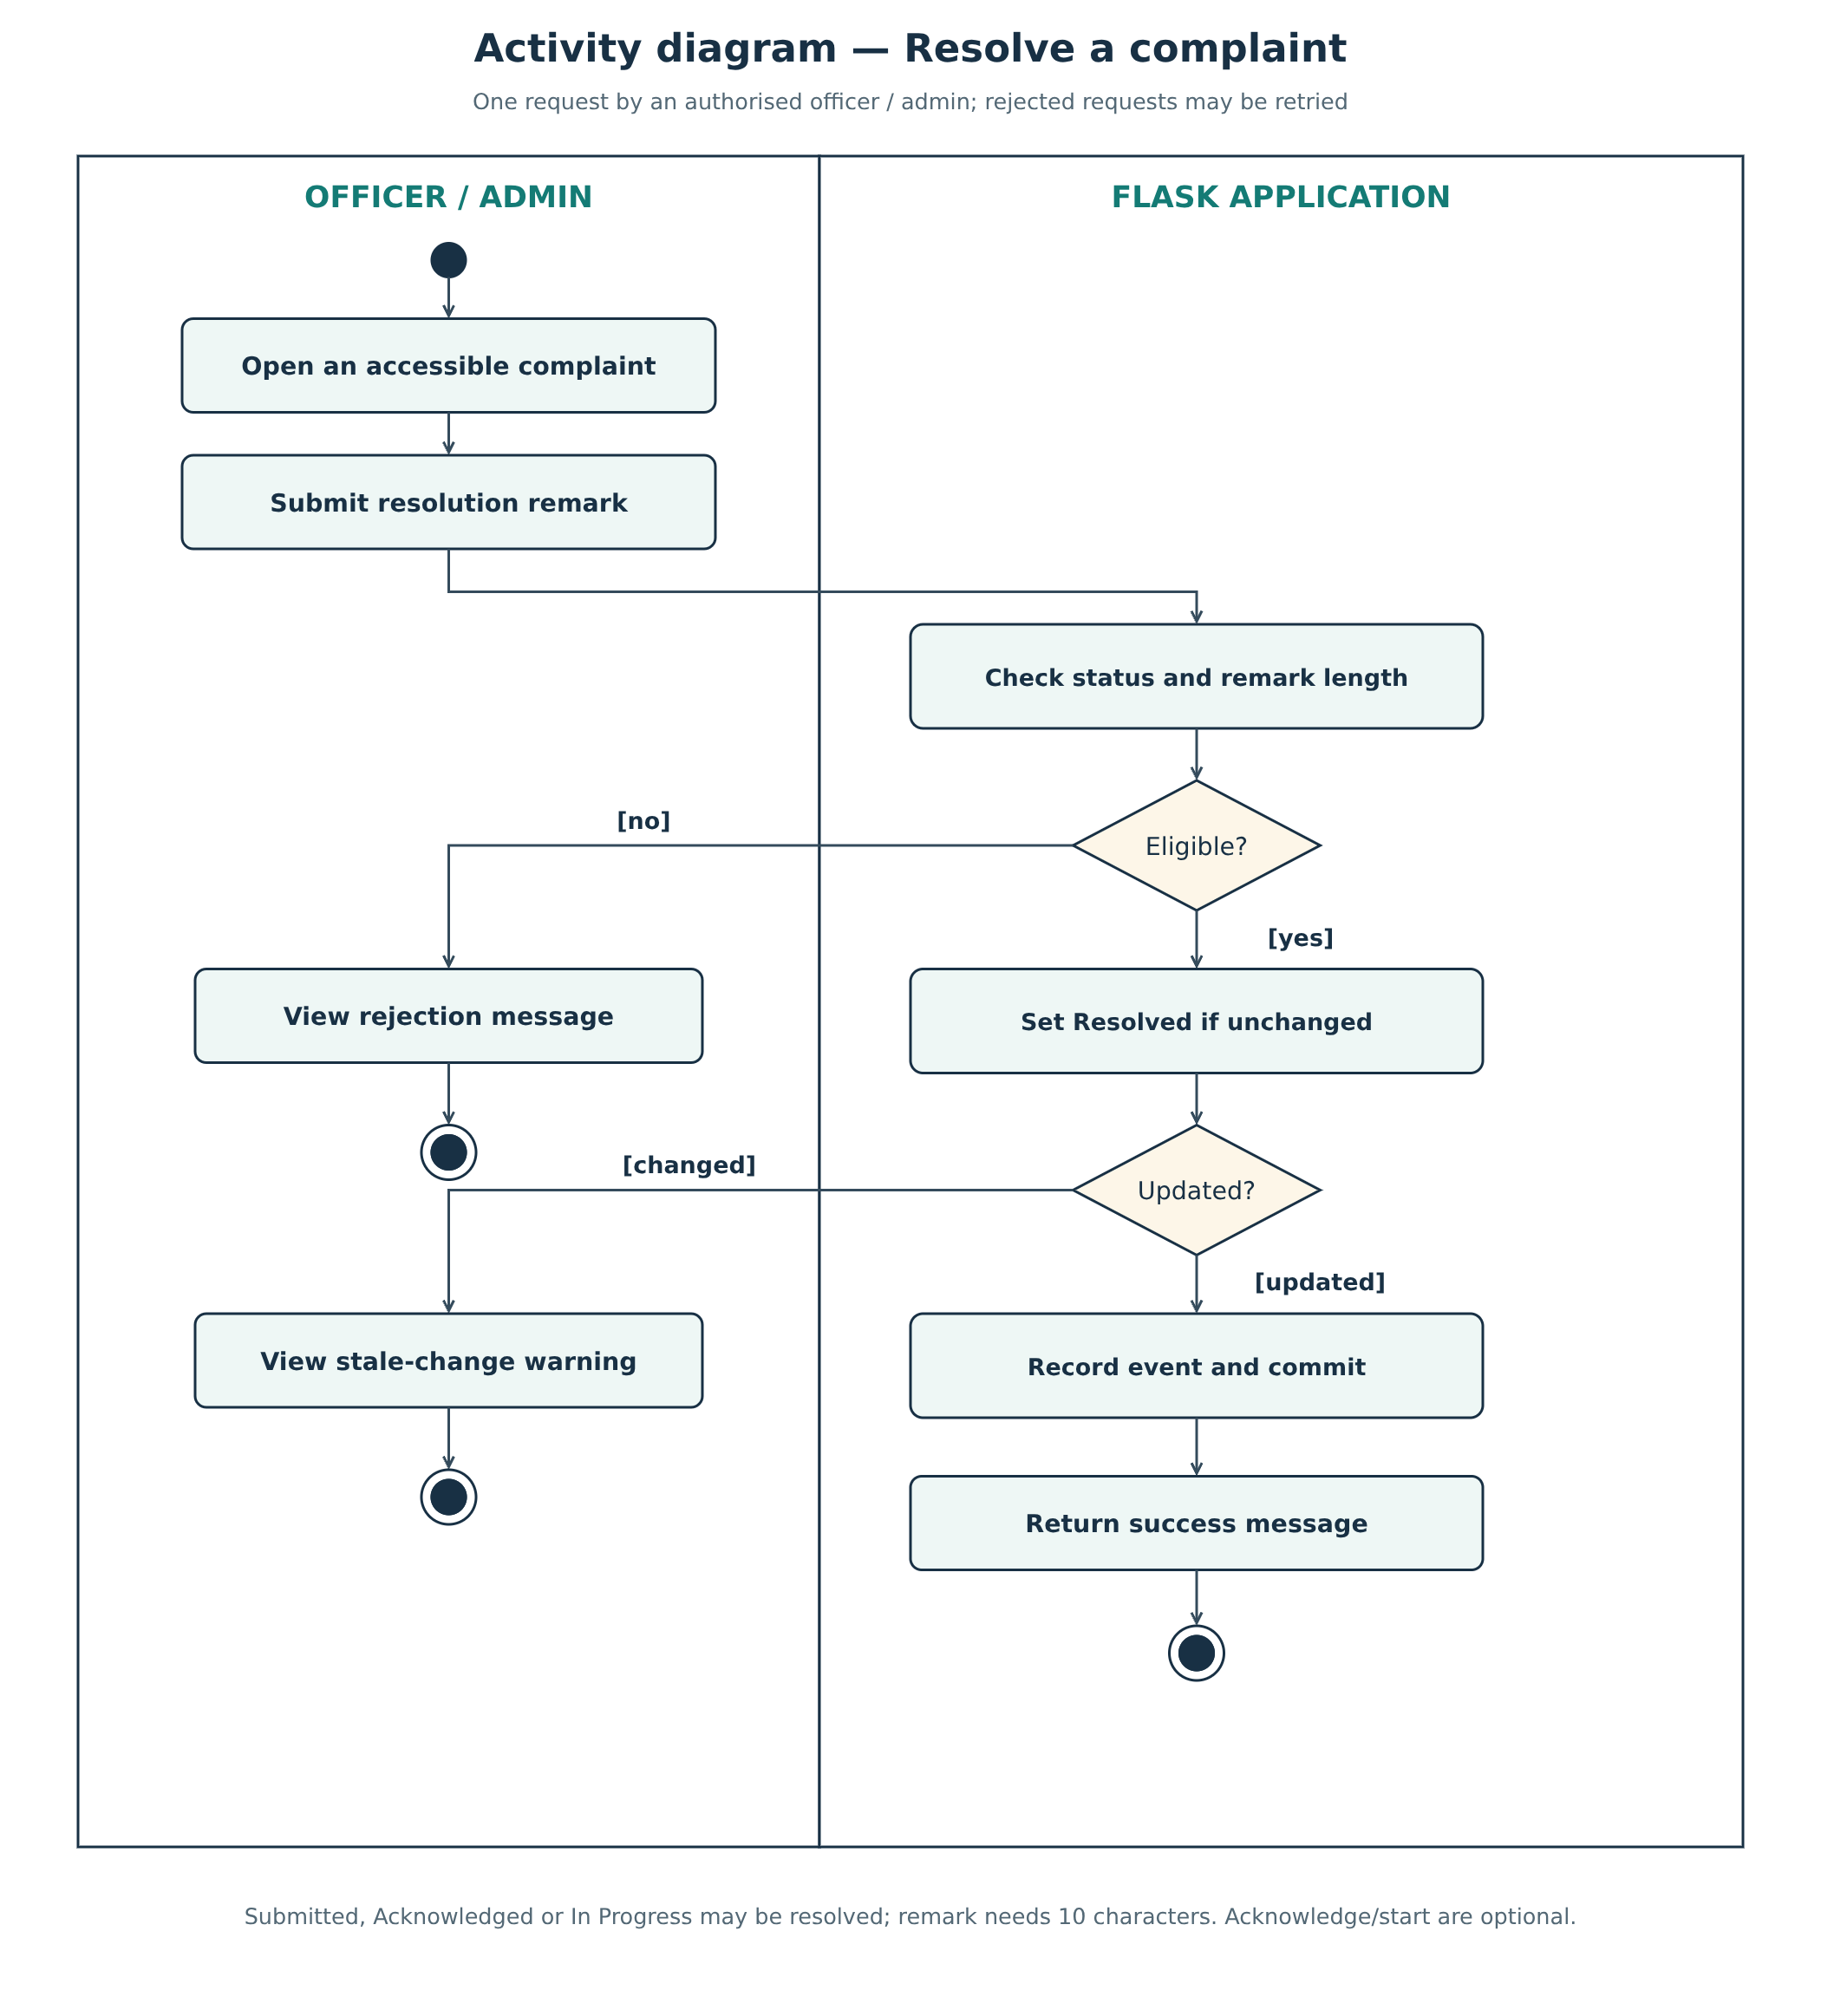 Activity diagram — Resolve a complaint
One request by an authorised officer / admin; rejected requests may be retried
OFFICER / ADMIN
FLASK APPLICATION
Open an accessible complaint
Submit resolution remark
Check status and remark length
[no]
Eligible?
[yes]
View rejection message
Set Resolved if unchanged
[changed]
Updated?
[updated]
View stale-change warning
Record event and commit
Return success message
Submitted, Acknowledged or In Progress may be resolved; remark needs 10 characters. Acknowledge/start are optional.